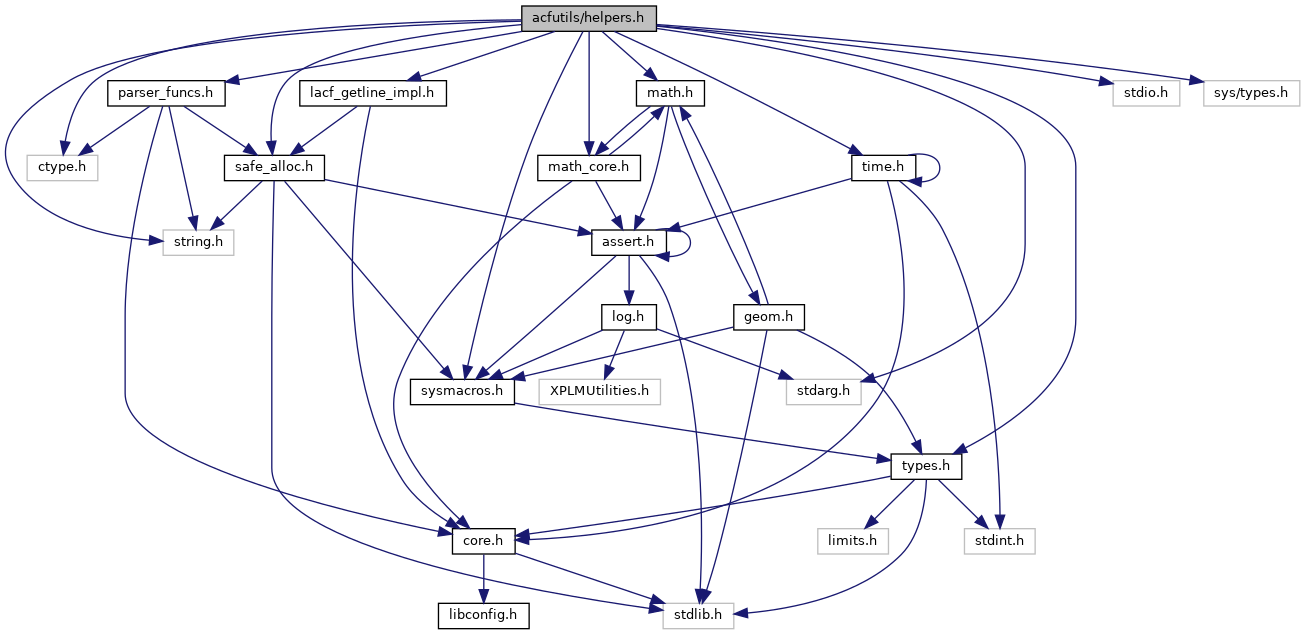 acfutils/helpers.h
parser_funcs.h
lacf_getline_impl.h
math.h
stdio.h
sys/types.h
ctype.h
safe_alloc.h
math_core.h
time.h
string.h
assert.h
log.h
geom.h
sysmacros.h
XPLMUtilities.h
stdarg.h
types.h
core.h
limits.h
stdint.h
libconfig.h
stdlib.h